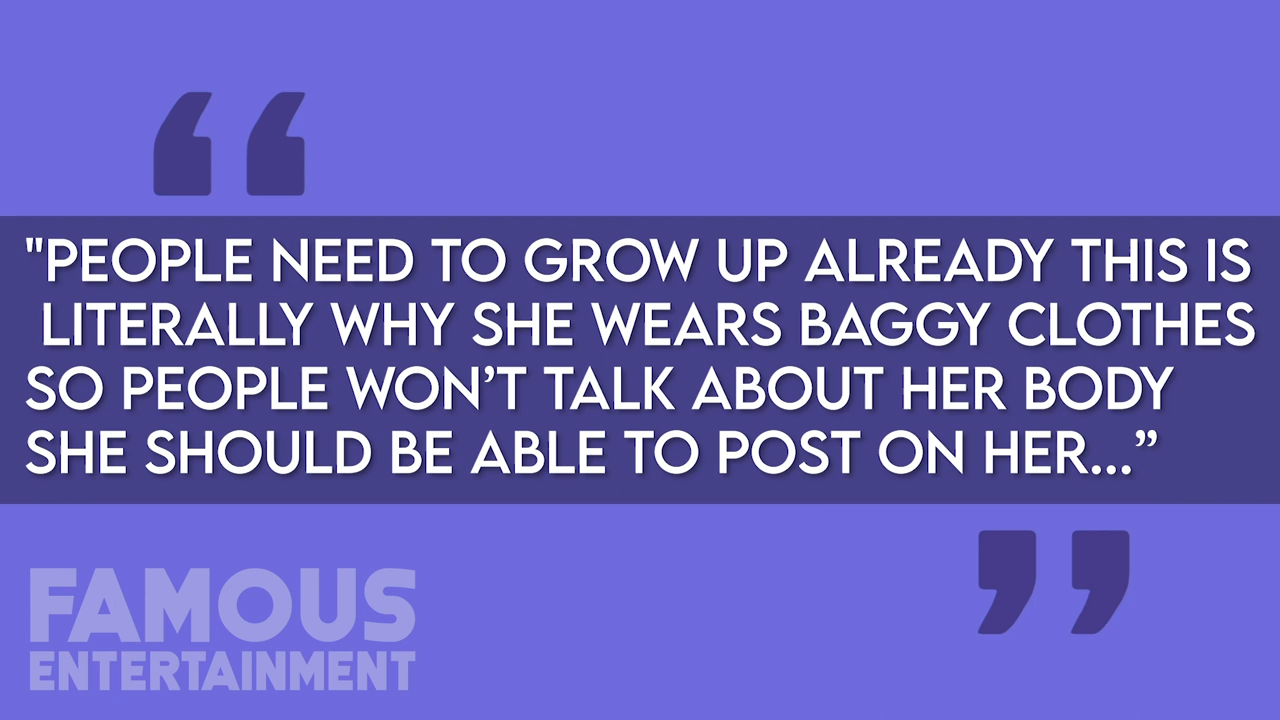 "PEOPLE NEED TO GROW UP ALREADY THIS IS
LITERALLY WHY SHE WEARS BAGGY CLOTHES
SO PEOPLE WON’T TALK ABOUT HER BODY
SHE SHOULD BE ABLE TO POST ON HER...”
FAMOUS
ENTERTAINMENT